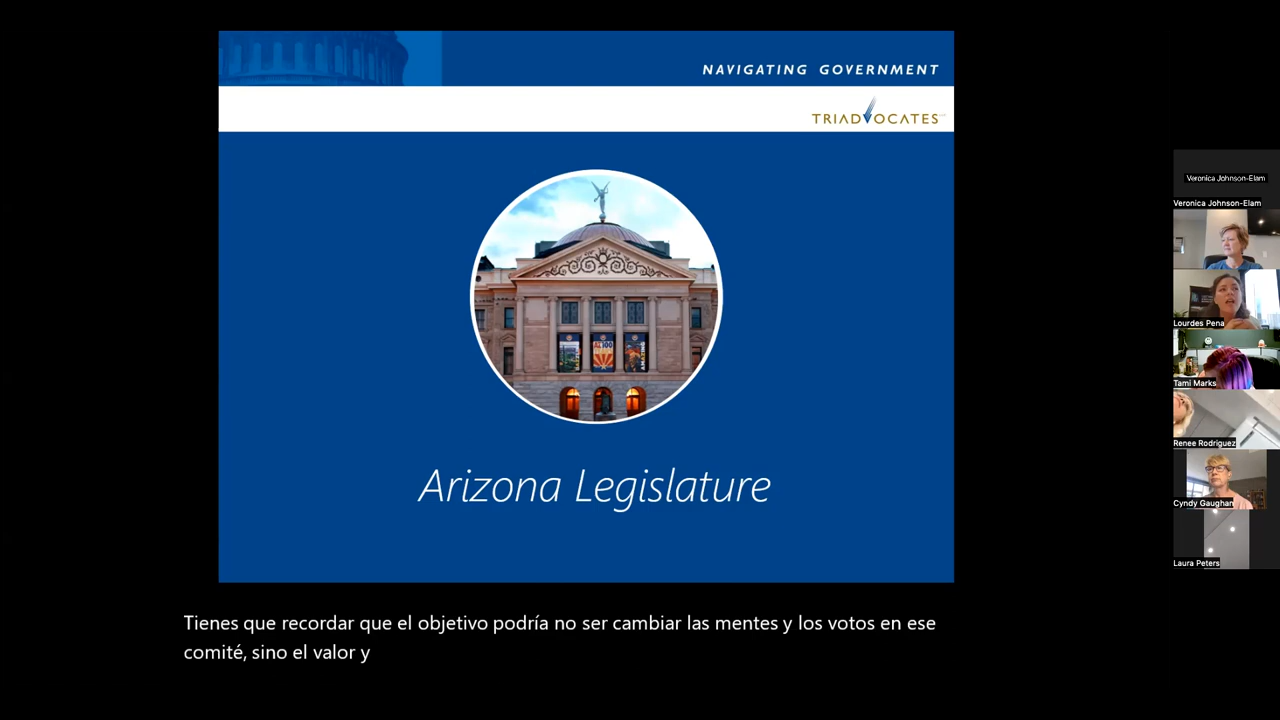 NAVIGATING GOVERNMENT
TRIADVOCATES
Arizona Legislature
Tienes que recordar que el objetivo podría no ser cambiar las mentes y los votos en ese
comité, sino el valor y
Veronica Johnson-Elam
Veronica Johnson-Elam
Lourdes Pena
Tami Marks
Renee Rodriguez
Cyndy Gaughan
Laura Peters